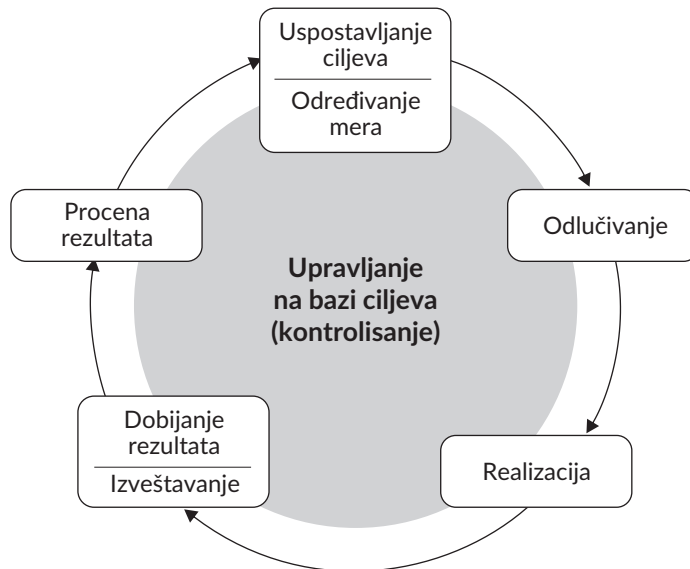 Uspostavljanje
ciljeva
Određivanje
mera
Odlučivanje
Realizacija
Dobijanje
rezultata
Izveštavanje
Procena
rezultata
Upravljanje
na bazi ciljeva
(kontrolisanje)